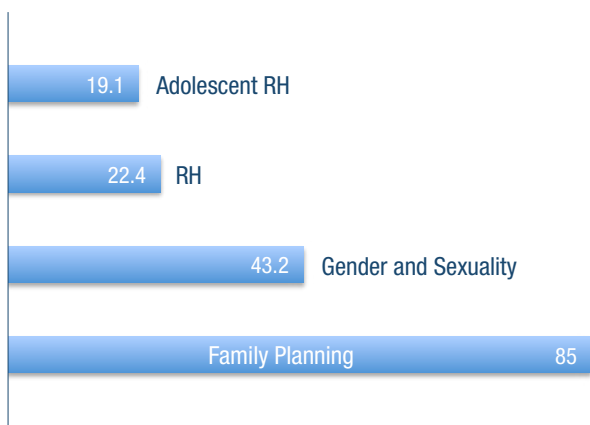 19.1 Adolescent RH
22.4 RH
43.2 Gender and Sexuality
Family Planning 85